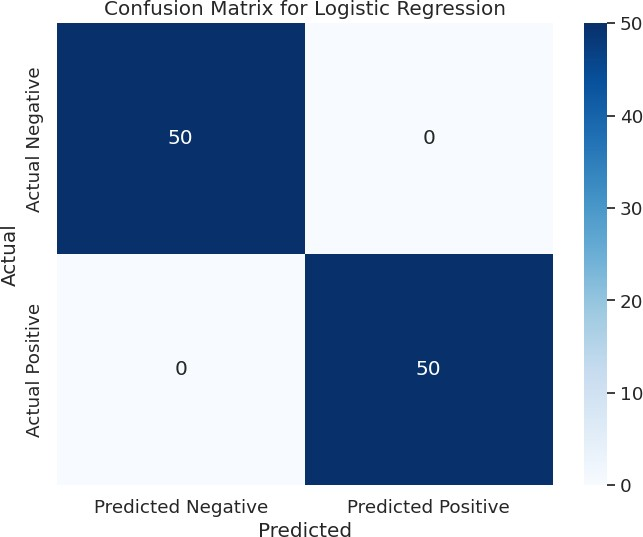 Confusion Matrix for Logistic Regression
Actual
Actual Negative
50
0
Actual Positive
0
50
Predicted Negative
Predicted Positive
Predicted
50
40
30
20
10
0